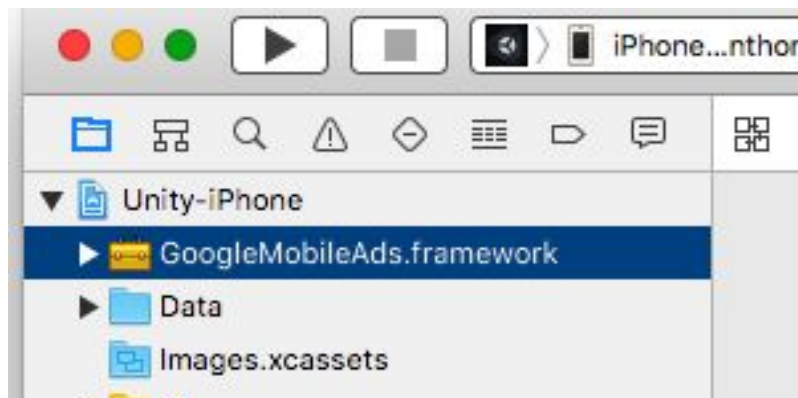 iPhone...nthor
Unity-iPhone
GoogleMobileAds.framework
Data
Images.xcassets